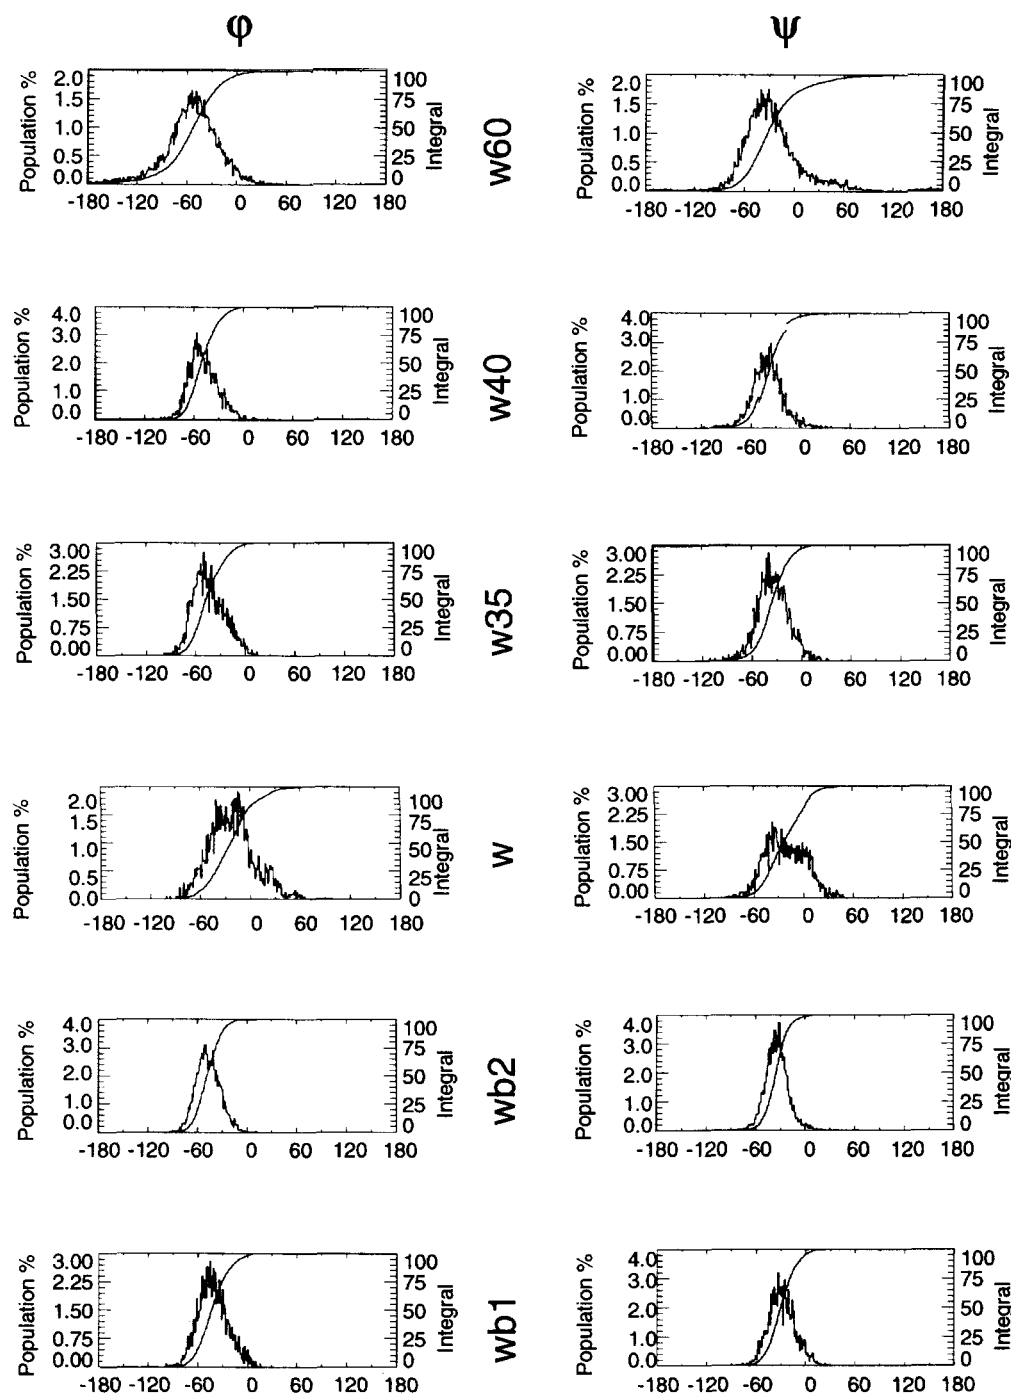 φ ψ
2.0 1.5 1.0 0.5 0.0 Population % 100 75 50 25 0 Integral
-180 -120 -60 0 60 120 180
w60
2.0 1.5 1.0 0.5 0.0 Population % 100 75 50 25 0 Integral
-180 -120 -60 0 60 120 180
4.0 3.0 2.0 1.0 0.0 Population % 100 75 50 25 0 Integral
-180 -120 -60 0 60 120 180
w40
4.0 3.0 2.0 1.0 0.0 Population % 100 75 50 25 0 Integral
-180 -120 -60 0 60 120 180
3.00 2.25 1.50 0.75 0.00 Population % 100 75 50 25 0 Integral
-180 -120 -60 0 60 120 180
w35
3.00 2.25 1.50 0.75 0.00 Population % 100 75 50 25 0 Integral
-180 -120 -60 0 60 120 180
2.0 1.5 1.0 0.5 0.0 Population % 100 75 50 25 0 Integral
-180 -120 -60 0 60 120 180
w
3.00 2.25 1.50 0.75 0.00 Population % 100 75 50 25 0 Integral
-180 -120 -60 0 60 120 180
4.0 3.0 2.0 1.0 0.0 Population % 100 75 50 25 0 Integral
-180 -120 -60 0 60 120 180
wb2
4.0 3.0 2.0 1.0 0.0 Population % 100 75 50 25 0 Integral
-180 -120 -60 0 60 120 180
3.00 2.25 1.50 0.75 0.00 Population % 100 75 50 25 0 Integral
-180 -120 -60 0 60 120 180
wb1
4.0 3.0 2.0 1.0 0.0 Population % 100 75 50 25 0 Integral
-180 -120 -60 0 60 120 180